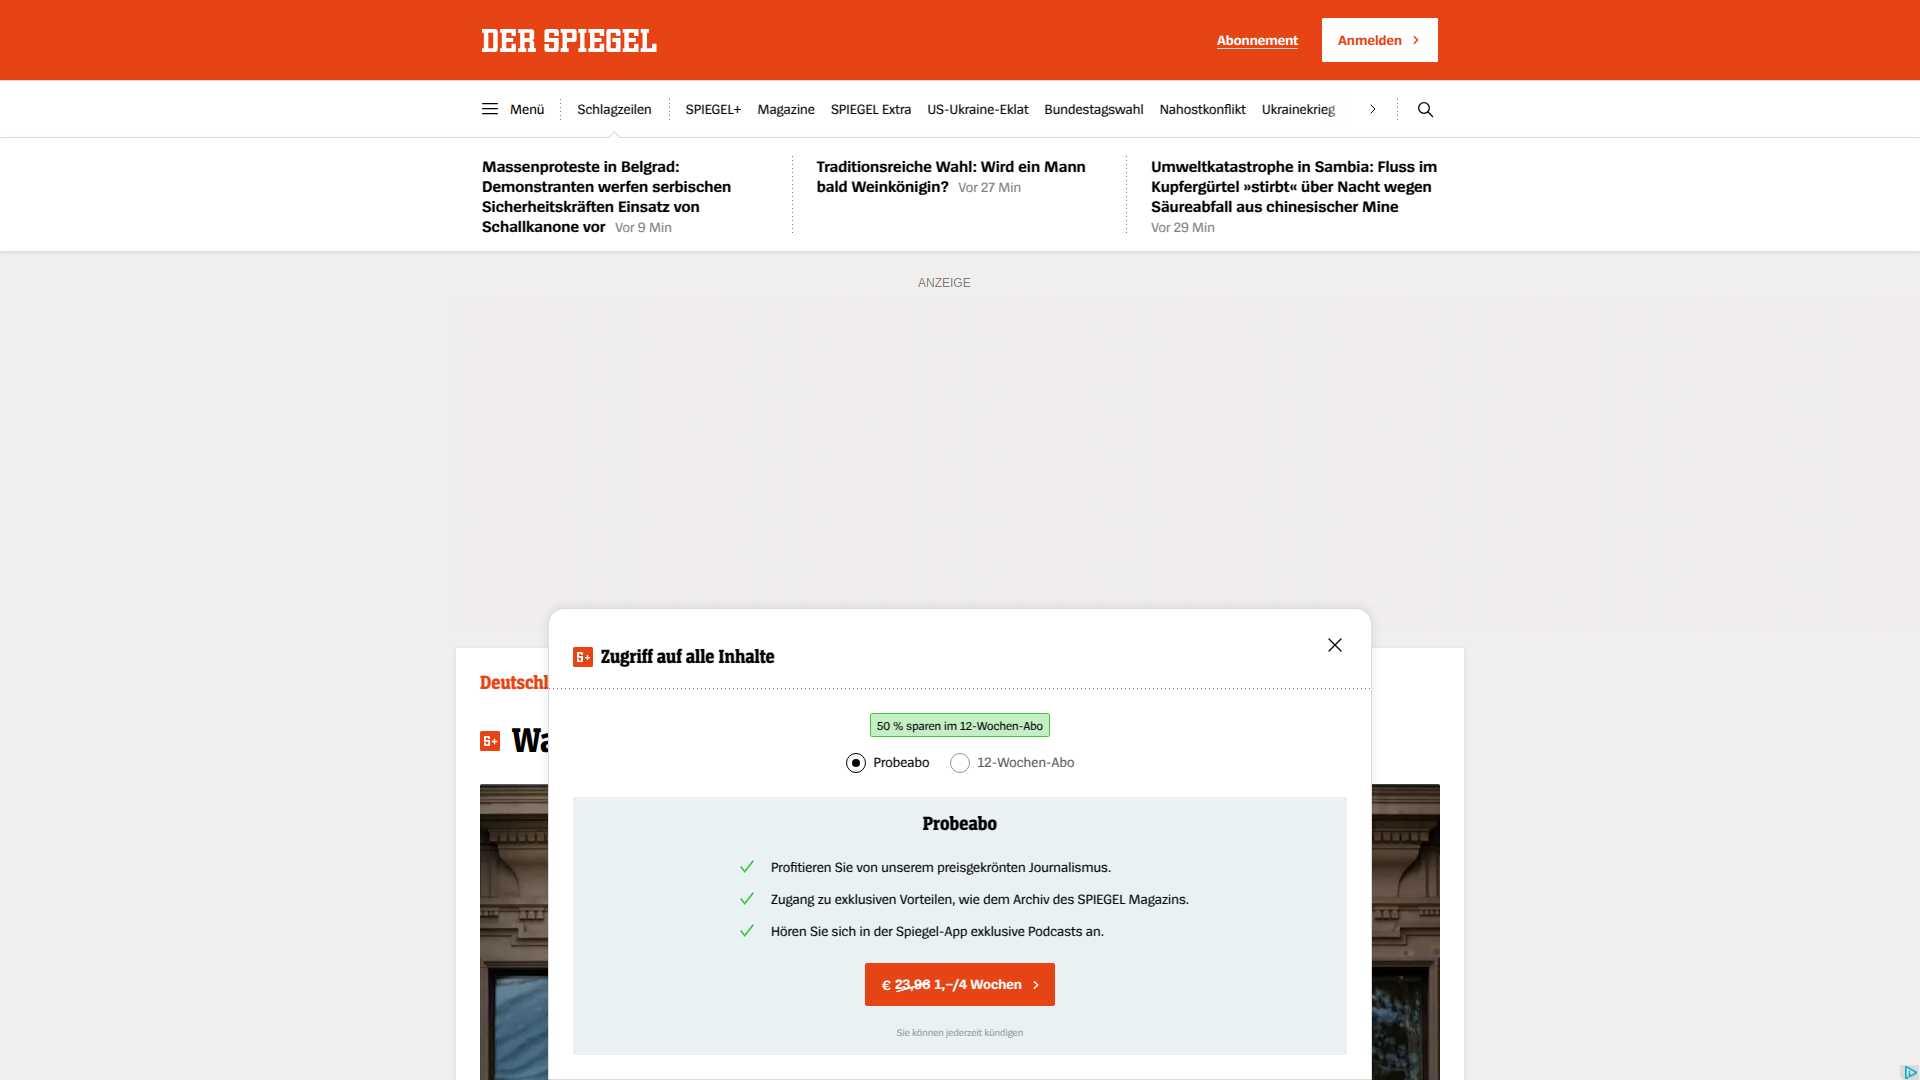 DER SPIEGEL
Abonnement
Anmelden
Menü
Schlagzeilen
SPIEGEL+
Magazine
SPIEGEL Extra
US-Ukraine-Eklat
Bundestagswahl
Nahostkonflikt
Ukrainekrieg
Massenproteste in Belgrad:
Demonstranten werfen serbischen
Sicherheitskräften Einsatz von
Schallkanone vor Vor 9 Min
Traditionsreiche Wahl: Wird ein Mann
bald Weinkönigin? Vor 27 Min
Umweltkatastrophe in Sambia: Fluss im
Kupfergürtel »stirbt« über Nacht wegen
Säureabfall aus chinesischer Mine
Vor 29 Min
ANZEIGE
Deutschl
S+ Wa
S+ Zugriff auf alle Inhalte
50 % sparen im 12-Wochen-Abo
Probeabo
12-Wochen-Abo
Probeabo
Profitieren Sie von unserem preisgekrönten Journalismus.
Zugang zu exklusiven Vorteilen, wie dem Archiv des SPIEGEL Magazins.
Hören Sie sich in der Spiegel-App exklusive Podcasts an.
€ 23,96 1,–/4 Wochen
Sie können jederzeit kündigen